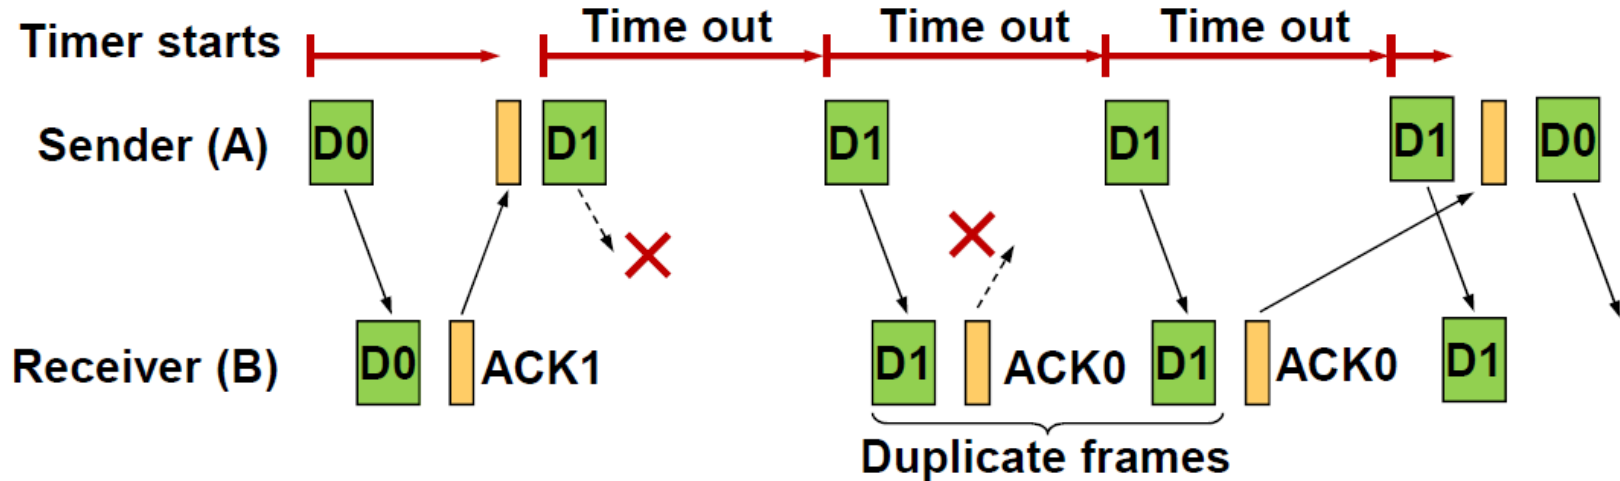 Timer starts Time out Time out Time out
Sender (A) D0 D1 D1 D1 D1 D0
Receiver (B) D0 ACK1 D1 ACK0 D1 ACK0 D1
Duplicate frames